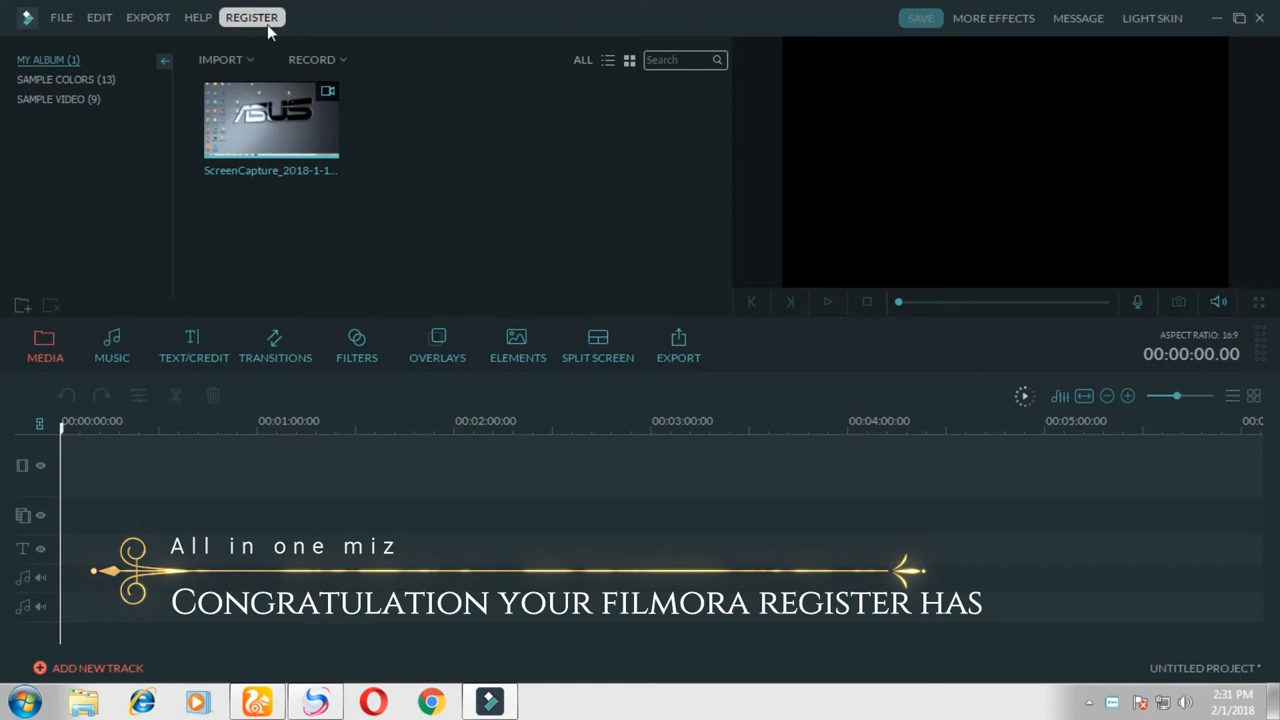 FILE EDIT EXPORT HELP REGISTER SAVE MORE EFFECTS MESSAGE LIGHT SKIN
MY ALBUM (1)
SAMPLE COLORS (13)
SAMPLE VIDEO (9)
IMPORT RECORD ALL Search
ASUS
ScreenCapture_2018-1-1...
MEDIA MUSIC TEXT/CREDIT TRANSITIONS FILTERS OVERLAYS ELEMENTS SPLIT SCREEN EXPORT
ASPECT RATIO: 16:9
00:00:00.00
00:00:00:00 00:01:00:00 00:02:00:00 00:03:00:00 00:04:00:00 00:05:00:00
All in one miz
Congratulation your filmora register has
ADD NEW TRACK
UNTITLED PROJECT *
2:31 PM
2/1/2018